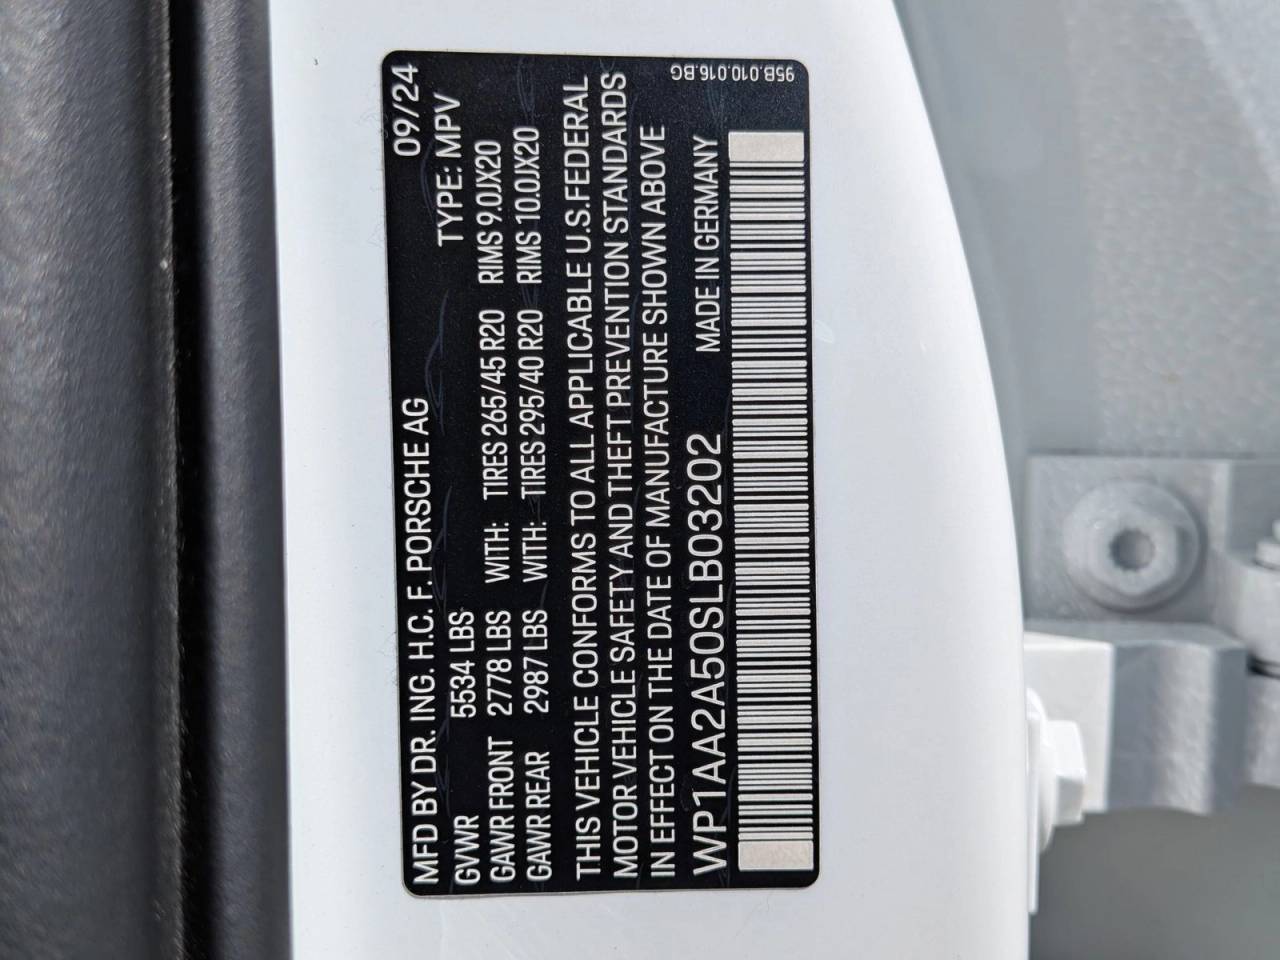 MFD BY DR. ING. H.C. F. PORSCHE AG 09/24
GVWR 5534 LBS TYPE: MPV
GAWR FRONT 2778 LBS WITH: TIRES 265/45 R20 RIMS 9.0JX20
GAWR REAR 2987 LBS WITH: TIRES 295/40 R20 RIMS 10.0JX20
THIS VEHICLE CONFORMS TO ALL APPLICABLE U.S.FEDERAL
MOTOR VEHICLE SAFETY AND THEFT PREVENTION STANDARDS
IN EFFECT ON THE DATE OF MANUFACTURE SHOWN ABOVE
WP1AA2A50SLB03202 MADE IN GERMANY
95B.010.016.BG